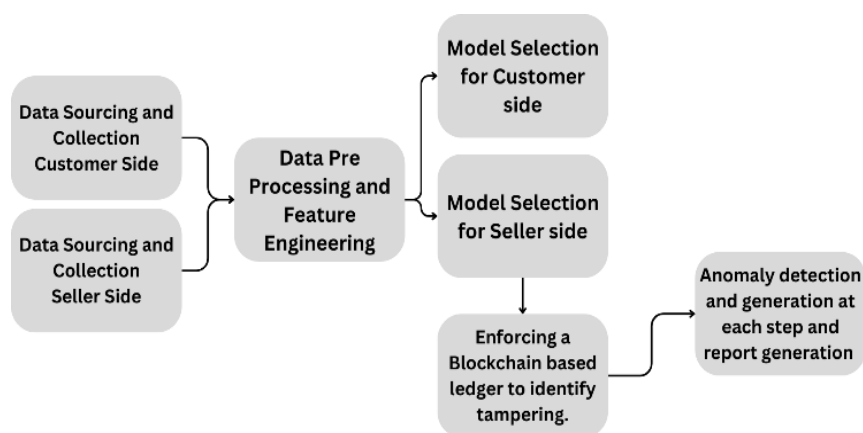 Data Sourcing and
Collection
Customer Side
Data Sourcing and
Collection
Seller Side
Data Pre
Processing and
Feature
Engineering
Model Selection
for Customer
side
Model Selection
for Seller side
Enforcing a
Blockchain based
ledger to identify
tampering.
Anomaly detection
and generation at
each step and
report generation